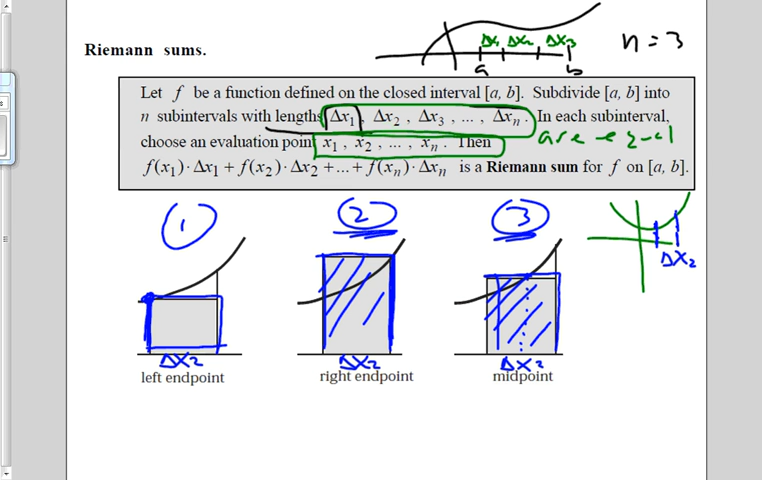 Δx₁ Δx₂ Δx₃ n = 3
a b
Riemann sums.
Let f be a function defined on the closed interval [a, b]. Subdivide [a, b] into
n subintervals with lengths Δx₁, Δx₂, Δx₃, ..., Δxₙ. In each subinterval,
are equal
choose an evaluation point x₁, x₂, ..., xₙ. Then
f(x₁)·Δx₁ + f(x₂)·Δx₂ +...+ f(xₙ)·Δxₙ is a Riemann sum for f on [a, b].
1 2 3
Δx₂
Δx₂ Δx₂ Δx₂
left endpoint right endpoint midpoint